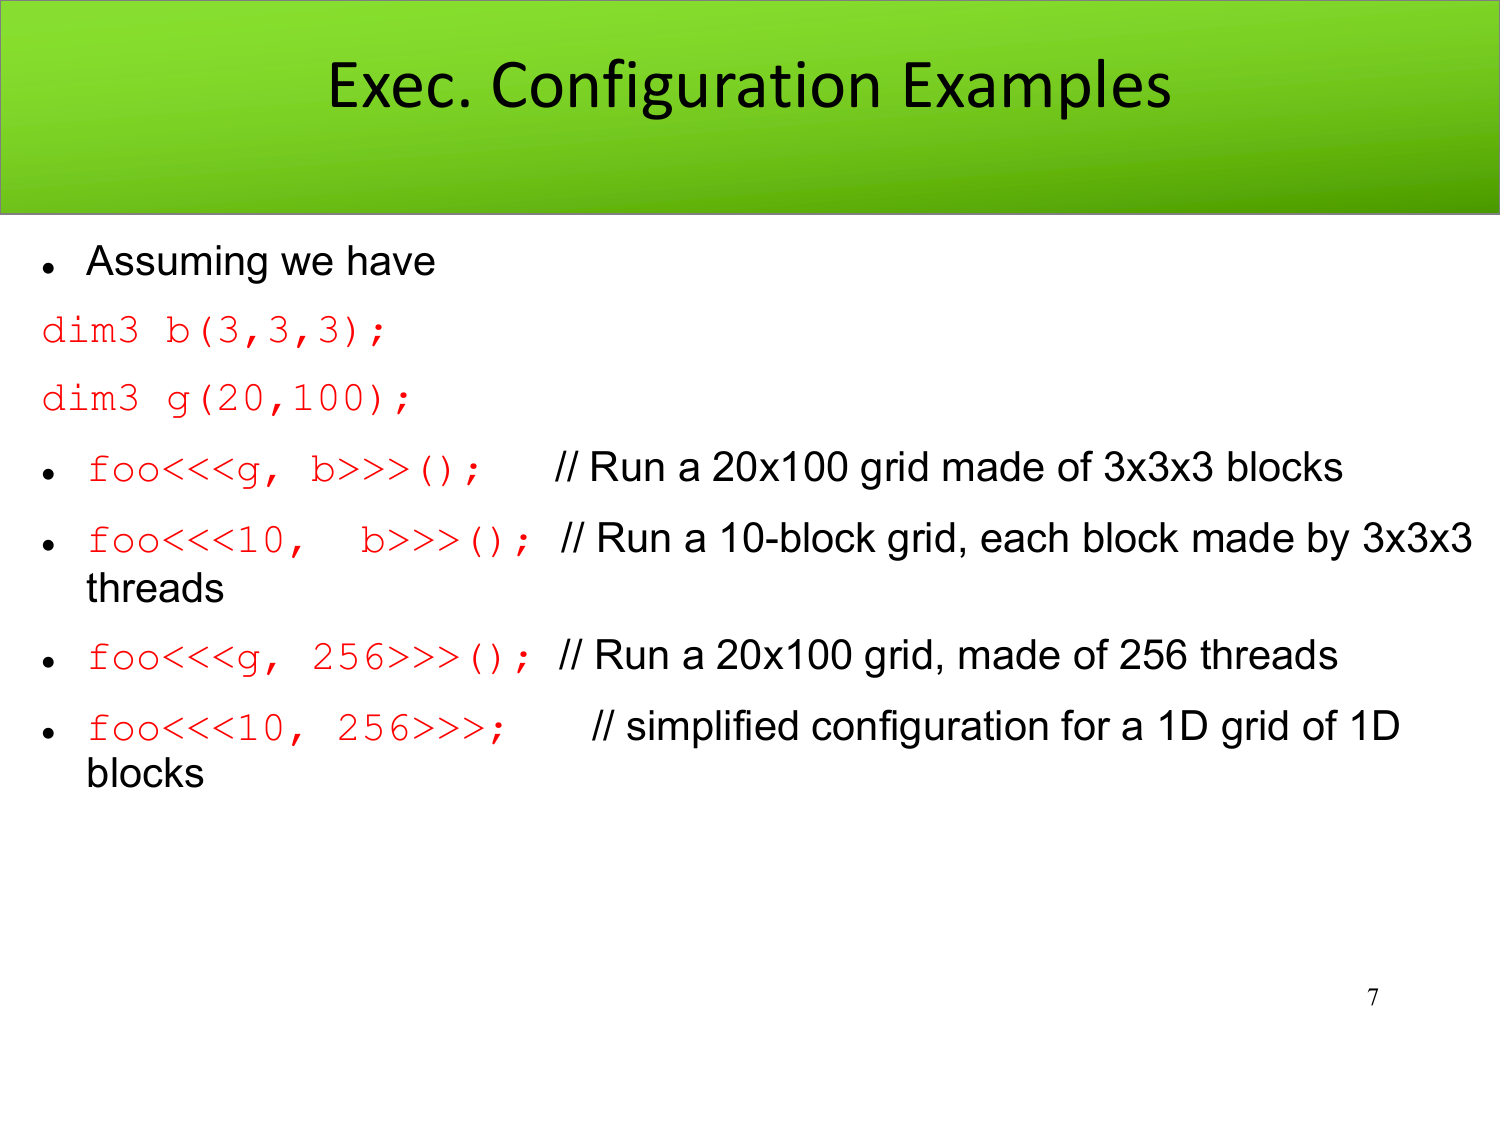 Exec. Configuration Examples
● Assuming we have
dim3 b(3,3,3);
dim3 g(20,100);
● foo<<<g, b>>>(); // Run a 20x100 grid made of 3x3x3 blocks
● foo<<<10, b>>>(); // Run a 10-block grid, each block made by 3x3x3
threads
● foo<<<g, 256>>>(); // Run a 20x100 grid, made of 256 threads
● foo<<<10, 256>>>; // simplified configuration for a 1D grid of 1D
blocks
7